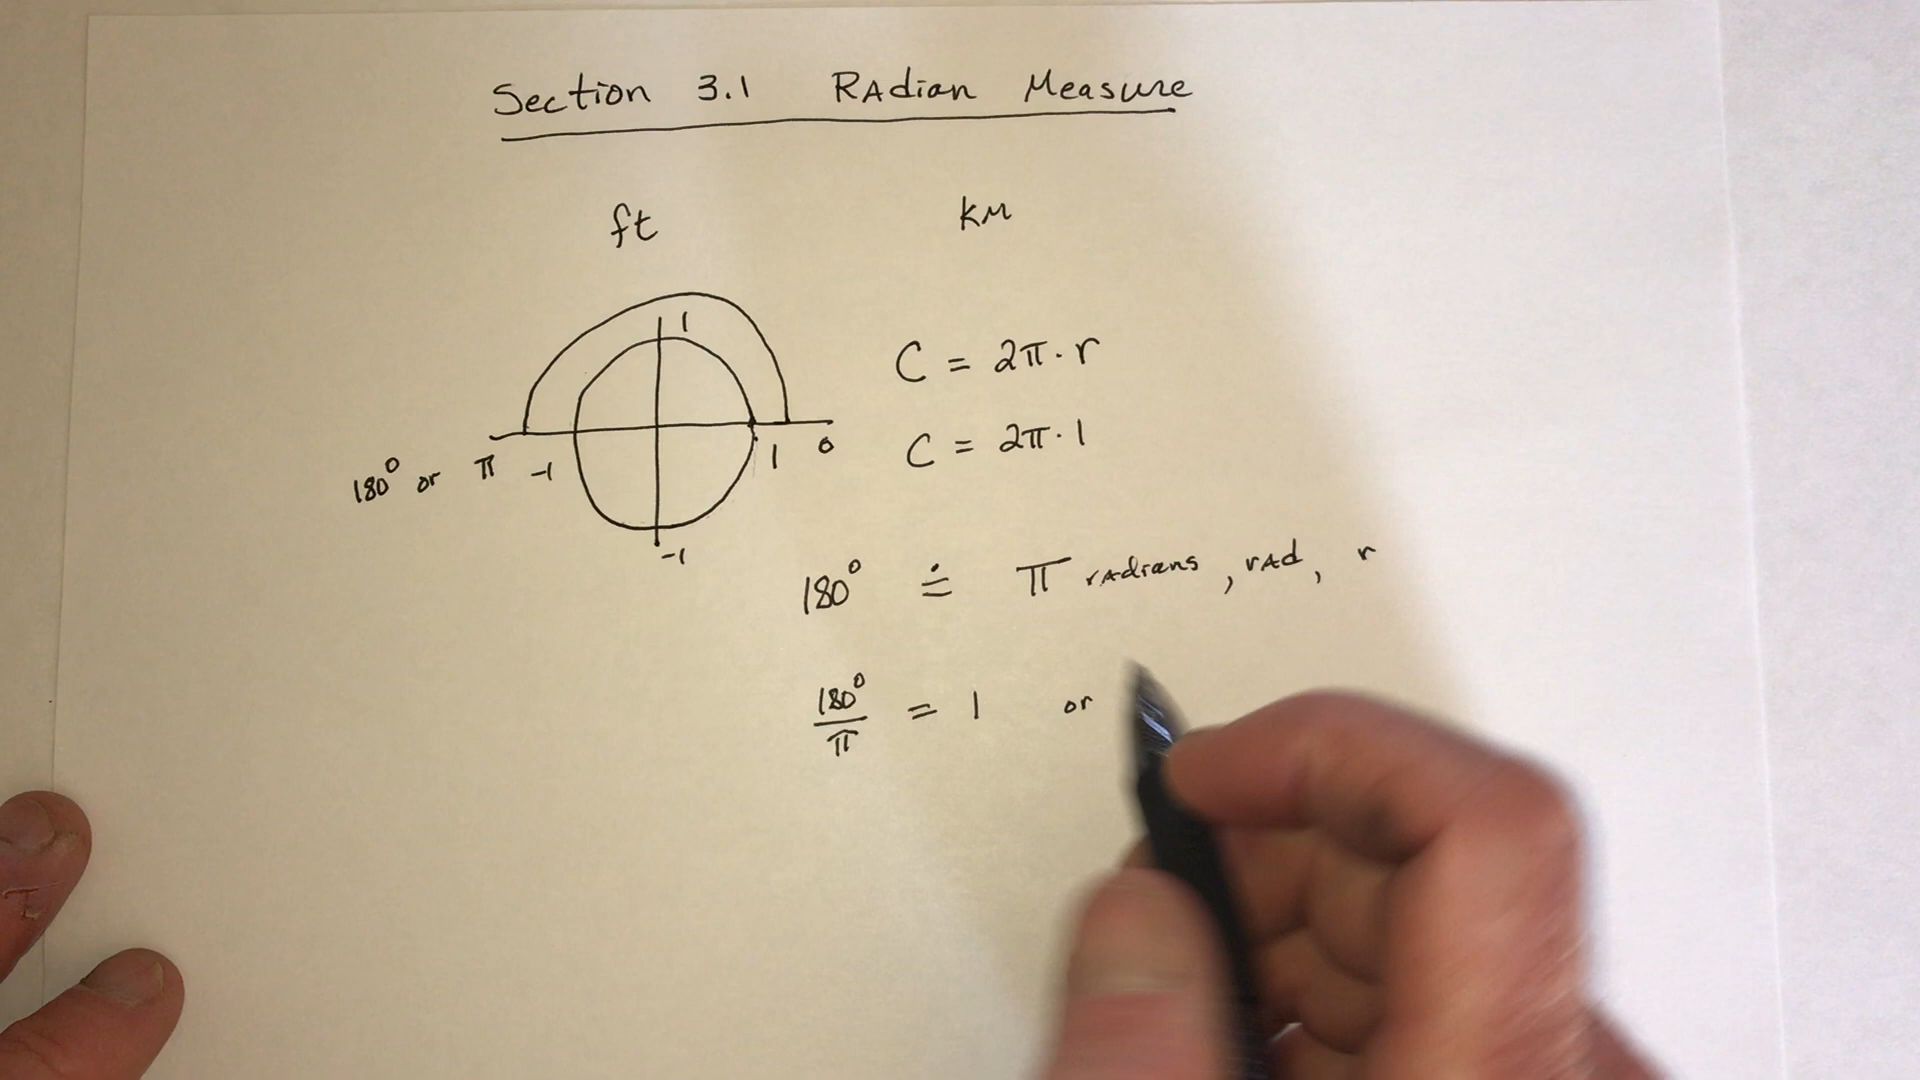 Section 3.1 Radian Measure
ft km
1
C = 2π · r
180° or π -1 1 0
C = 2π · 1
-1
180° ≐ π radians, rad, r
180°/π = 1 or